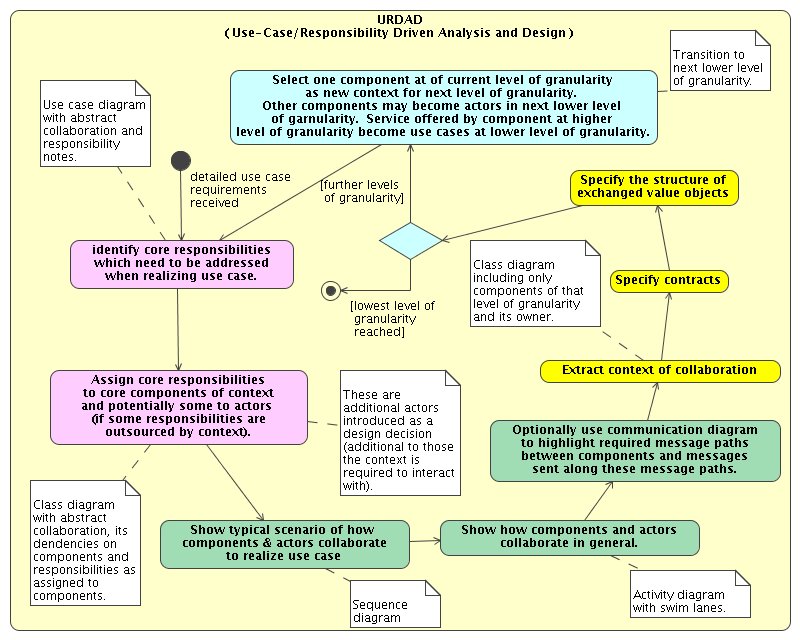 URDAD
( Use-Case/Responsibility Driven Analysis and Design )
Transition to
next lower level
of granularity.
Select one component at of current level of granularity
as new context for next level of granularity.
Other components may become actors in next lower level
of garnularity.  Service offered by component at higher
level of granularity become use cases at lower level of granularity.
Use case diagram
with abstract
collaboration and
responsibility
notes.
detailed use case
requirements
received
[further levels
of granularity]
Specify the structure of
exchanged value objects
identify core responsibilities
which need to be addressed
when realizing use case.
Class diagram
including only
components of that
level of granularity
and its owner.
Specify contracts
[lowest level of
granularity
reached]
Extract context of collaboration
Assign core responsibilities
to core components of context
and potentially some to actors
(if some responsibilities are
outsourced by context).
These are
additional actors
introduced as a
design decision
(additional to those
the context is
required to interact
with).
Optionally use communication diagram
to highlight required message paths
between components and messages
sent along these message paths.
Class diagram
with abstract
collaboration, its
dendencies on
components and
responsibilities as
assigned to
components.
Show typical scenario of how
components & actors collaborate
to realize use case
Show how components and actors
collaborate in general.
Sequence
diagram
Activity diagram
with swim lanes.